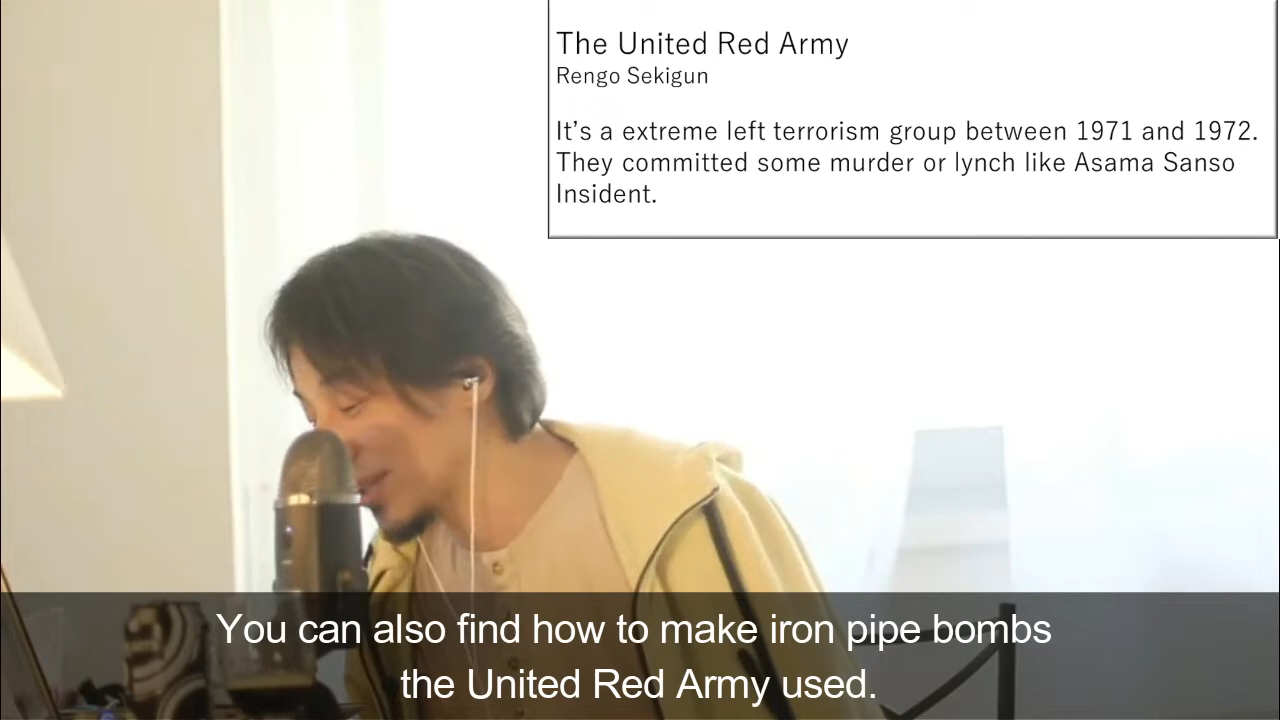 The United Red Army
Rengo Sekigun
It's a extreme left terrorism group between 1971 and 1972.
They committed some murder or lynch like Asama Sanso
Insident.
You can also find how to make iron pipe bombs
the United Red Army used.